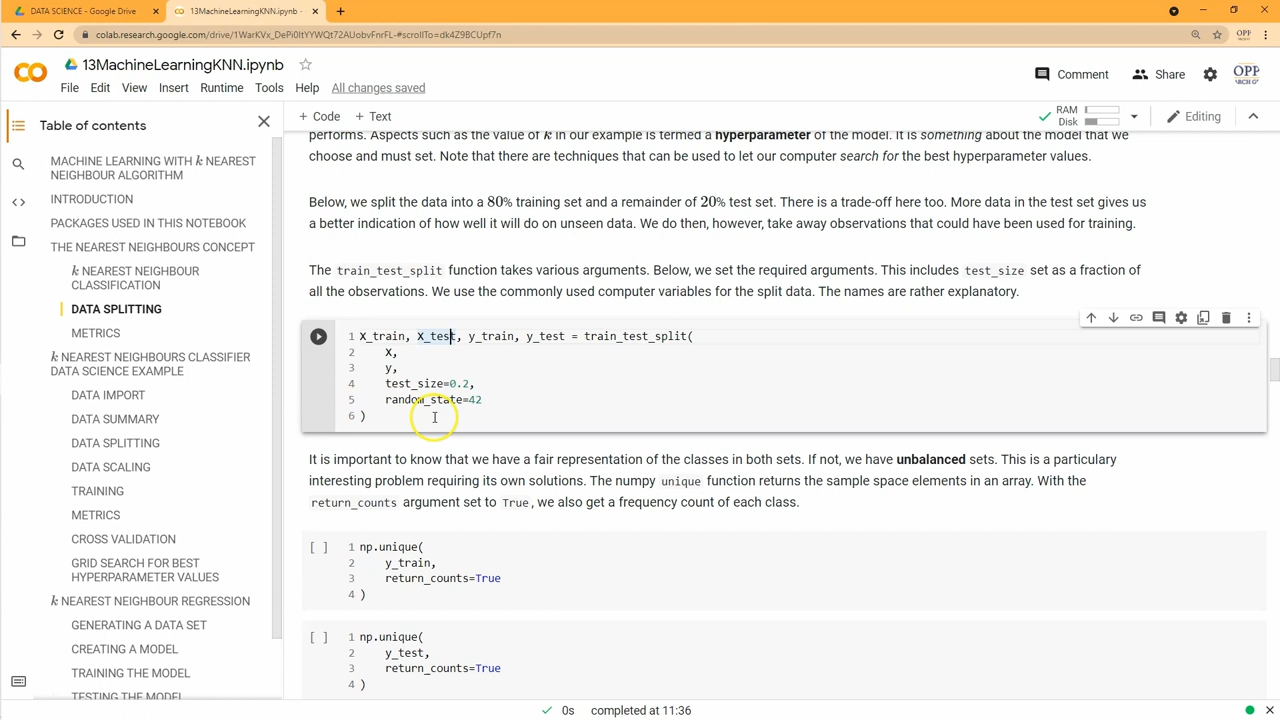 DATA SCIENCE - Google Drive
13MachineLearningKNN.ipynb -
colab.research.google.com/drive/1WarKVx_DePi0ItYYWQt72AUobvFnrFL-#scrollTo=dk4Z9BCUpf7n
13MachineLearningKNN.ipynb
Comment
Share
OPP
File Edit View Insert Runtime Tools Help All changes saved
Table of contents
+ Code + Text
RAM
Disk
Editing
MACHINE LEARNING WITH k NEAREST
NEIGHBOUR ALGORITHM
INTRODUCTION
PACKAGES USED IN THIS NOTEBOOK
THE NEAREST NEIGHBOURS CONCEPT
k NEAREST NEIGHBOUR
CLASSIFICATION
DATA SPLITTING
METRICS
k NEAREST NEIGHBOURS CLASSIFIER
DATA SCIENCE EXAMPLE
DATA IMPORT
DATA SUMMARY
DATA SPLITTING
DATA SCALING
TRAINING
METRICS
CROSS VALIDATION
GRID SEARCH FOR BEST
HYPERPARAMETER VALUES
k NEAREST NEIGHBOUR REGRESSION
GENERATING A DATA SET
CREATING A MODEL
TRAINING THE MODEL
TESTING THE MODEL
performs. Aspects such as the value of k in our example is termed a hyperparameter of the model. It is something about the model that we
choose and must set. Note that there are techniques that can be used to let our computer search for the best hyperparameter values.
Below, we split the data into a 80% training set and a remainder of 20% test set. There is a trade-off here too. More data in the test set gives us
a better indication of how well it will do on unseen data. We do then, however, take away observations that could have been used for training.
The train_test_split function takes various arguments. Below, we set the required arguments. This includes test_size set as a fraction of
all the observations. We use the commonly used computer variables for the split data. The names are rather explanatory.
1 X_train, X_test, y_train, y_test = train_test_split(
2 X,
3 y,
4 test_size=0.2,
5 random_state=42
6 )
It is important to know that we have a fair representation of the classes in both sets. If not, we have unbalanced sets. This is a particulary
interesting problem requiring its own solutions. The numpy unique function returns the sample space elements in an array. With the
return_counts argument set to True, we also get a frequency count of each class.
[ ] 1 np.unique(
2 y_train,
3 return_counts=True
4 )
[ ] 1 np.unique(
2 y_test,
3 return_counts=True
4 )
0s completed at 11:36